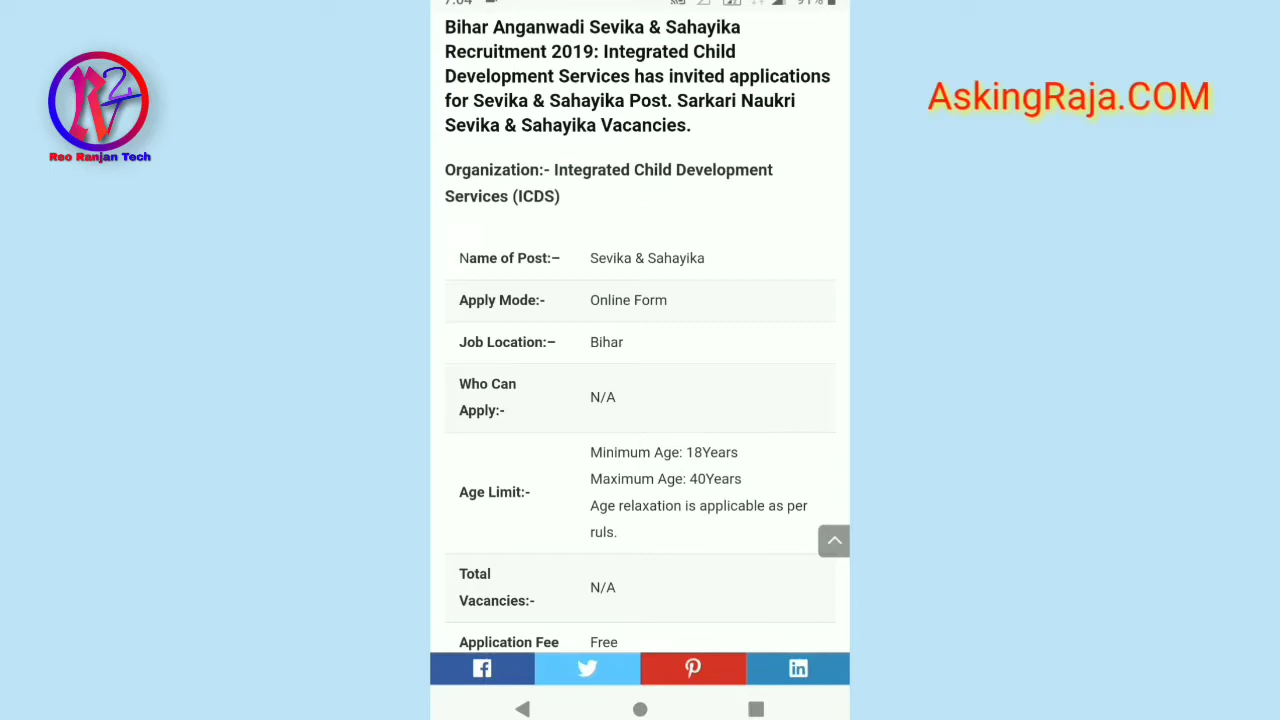 Bihar Anganwadi Sevika & Sahayika
Recruitment 2019: Integrated Child
Development Services has invited applications
for Sevika & Sahayika Post. Sarkari Naukri
Sevika & Sahayika Vacancies.
AskingRaja.COM
R2T
Reo Ranjan Tech
Organization:- Integrated Child Development
Services (ICDS)
Name of Post:– Sevika & Sahayika
Apply Mode:- Online Form
Job Location:– Bihar
Who Can
Apply:-
N/A
Age Limit:-
Minimum Age: 18Years
Maximum Age: 40Years
Age relaxation is applicable as per
ruls.
Total
Vacancies:-
N/A
Application Fee Free